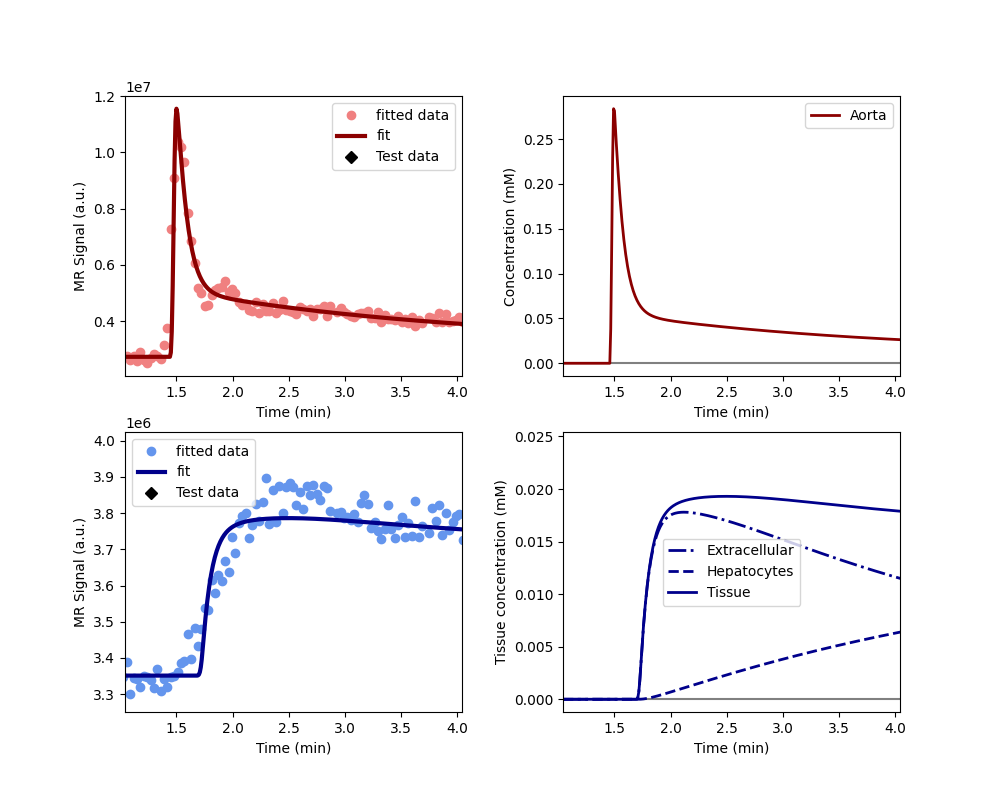 1e7
1.2
1.0
0.8
0.6
0.4
MR Signal (a.u.)
fitted data
fit
Test data
1.5 2.0 2.5 3.0 3.5 4.0
Time (min)
0.25
0.20
0.15
0.10
0.05
0.00
Concentration (mM)
Aorta
1.5 2.0 2.5 3.0 3.5 4.0
Time (min)
1e6
4.0
3.9
3.8
3.7
3.6
3.5
3.4
3.3
MR Signal (a.u.)
fitted data
fit
Test data
1.5 2.0 2.5 3.0 3.5 4.0
Time (min)
0.025
0.020
0.015
0.010
0.005
0.000
Tissue concentration (mM)
Extracellular
Hepatocytes
Tissue
1.5 2.0 2.5 3.0 3.5 4.0
Time (min)